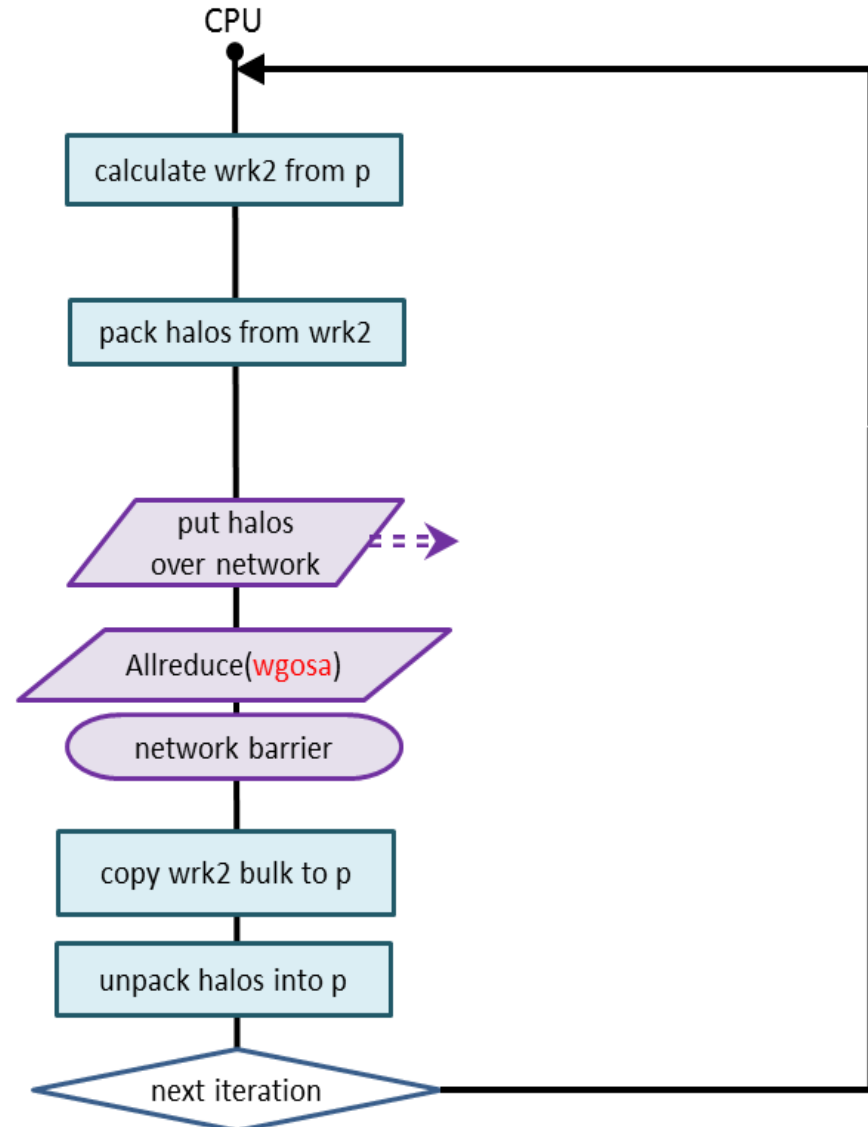 CPU
calculate wrk2 from p
pack halos from wrk2
put halos
over network
Allreduce(wgosa)
network barrier
copy wrk2 bulk to p
unpack halos into p
next iteration